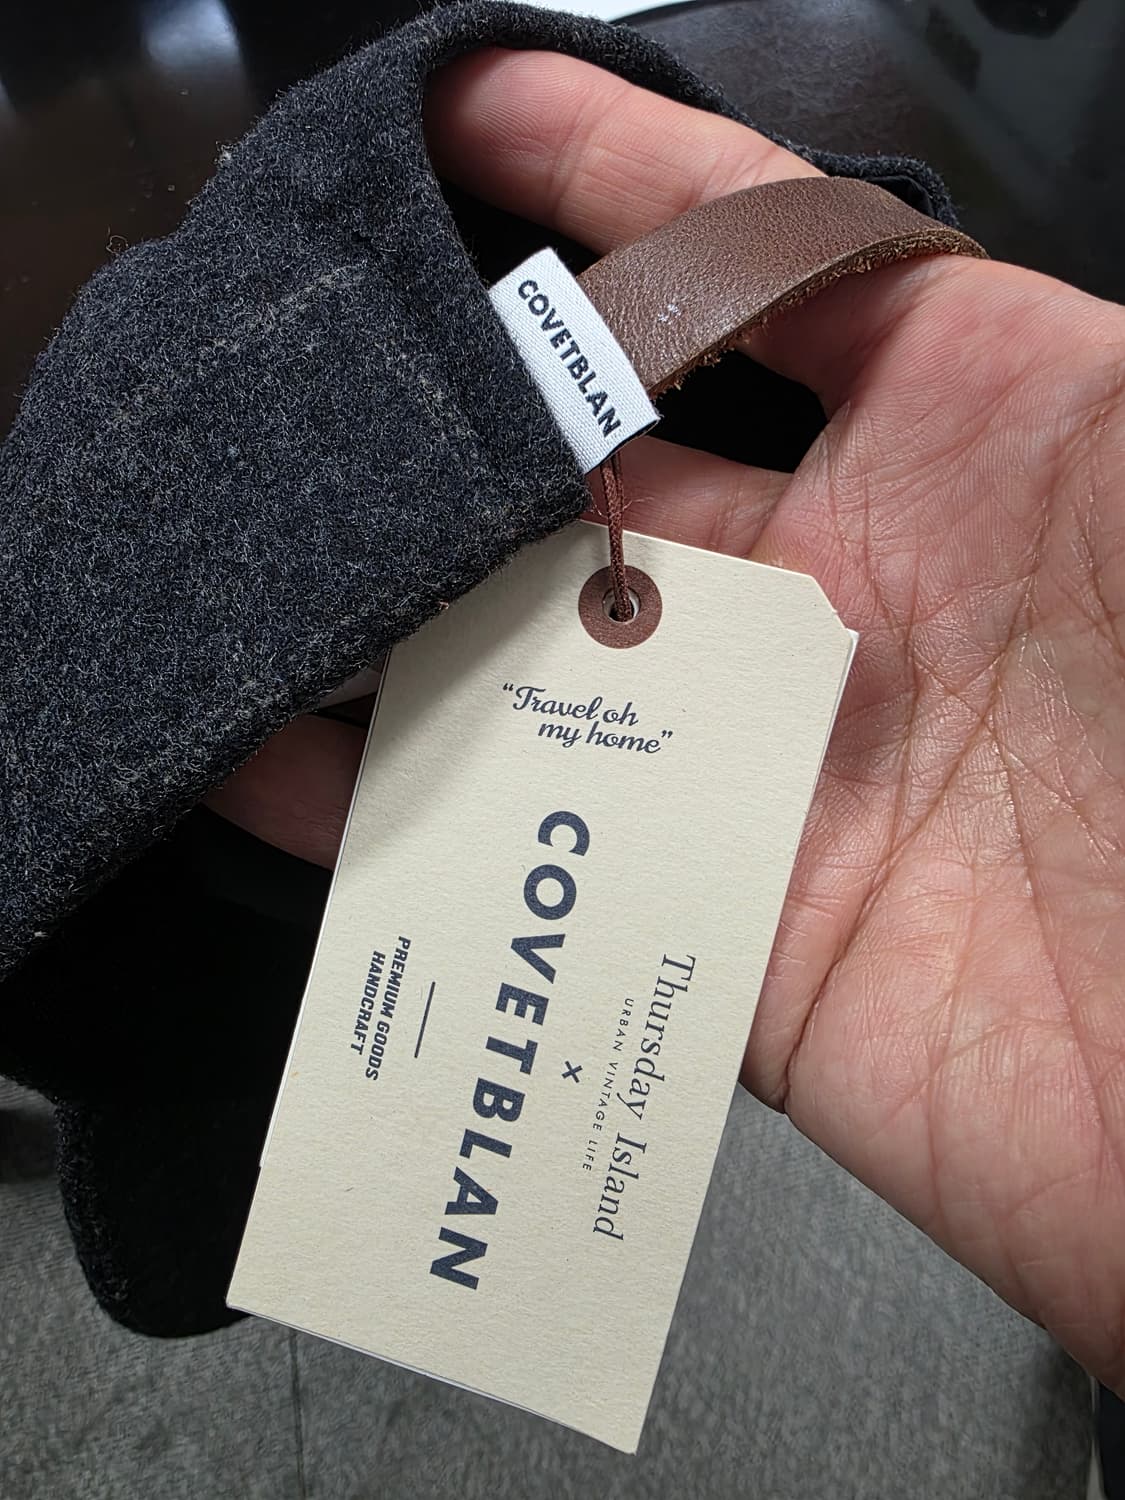 COVETBLAN
“Travel oh
my home”
Thursday Island
URBAN VINTAGE LIFE
×
COVETBLAN
PREMIUM GOODS
HANDCRAFT